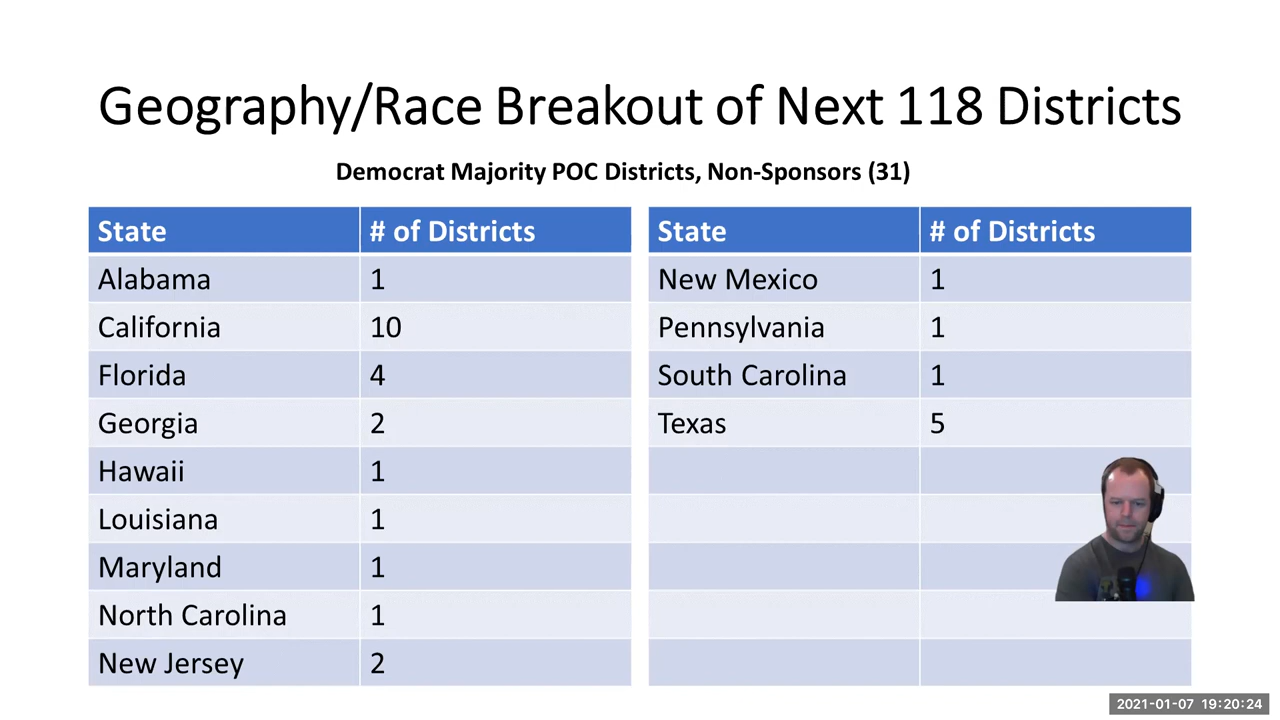 Geography/Race Breakout of Next 118 Districts
Democrat Majority POC Districts, Non-Sponsors (31)
State # of Districts
Alabama 1
California 10
Florida 4
Georgia 2
Hawaii 1
Louisiana 1
Maryland 1
North Carolina 1
New Jersey 2
State # of Districts
New Mexico 1
Pennsylvania 1
South Carolina 1
Texas 5
2021-01-07 19:20:24